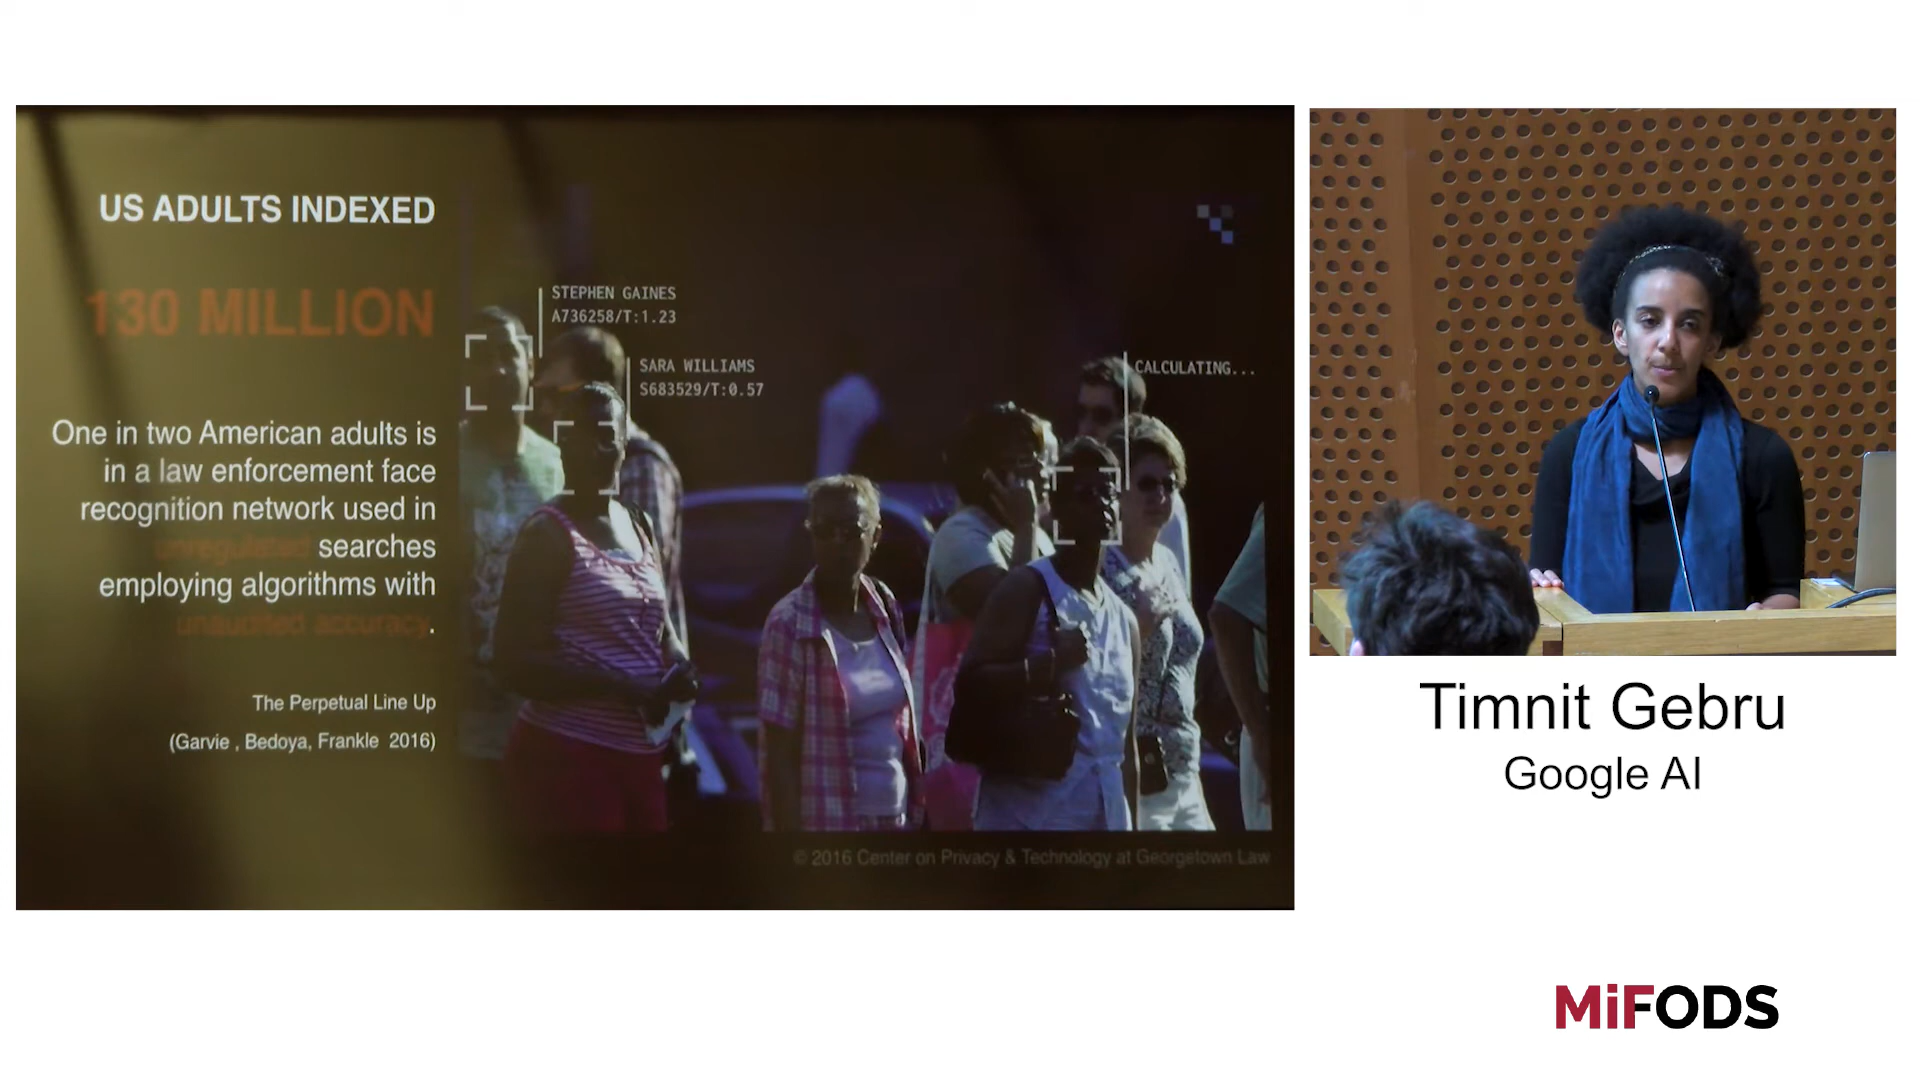 US ADULTS INDEXED
130 MILLION
One in two American adults is
in a law enforcement face
recognition network used in
unregulated searches
employing algorithms with
unaudited accuracy.
The Perpetual Line Up
(Garvie , Bedoya, Frankle 2016)
STEPHEN GAINES
A736258/T:1.23
SARA WILLIAMS
S683529/T:0.57
CALCULATING...
© 2016 Center on Privacy & Technology at Georgetown Law
Timnit Gebru
Google AI
MiFODS